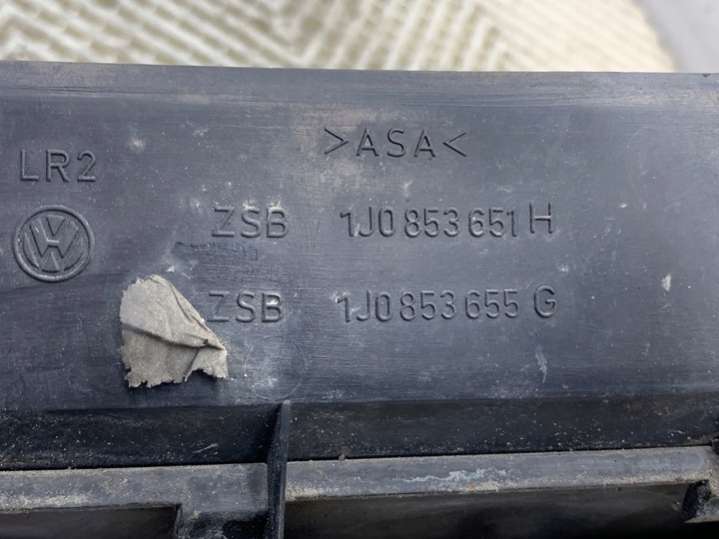 >ASA<
LR2
ZSB 1J0 853 651 H
ZSB 1J0 853 655 G